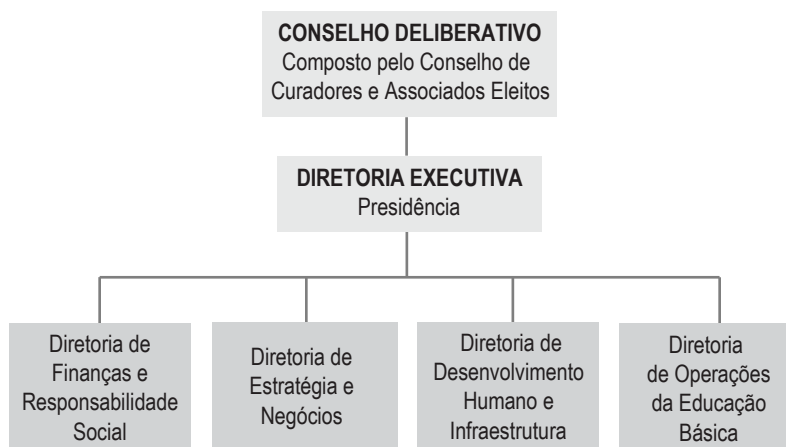 CONSELHO DELIBERATIVO
Composto pelo Conselho de
Curadores e Associados Eleitos
DIRETORIA EXECUTIVA
Presidência
Diretoria de
Finanças e
Responsabilidade
Social
Diretoria de
Estratégia e
Negócios
Diretoria de
Desenvolvimento
Humano e
Infraestrutura
Diretoria
de Operações
da Educação
Básica